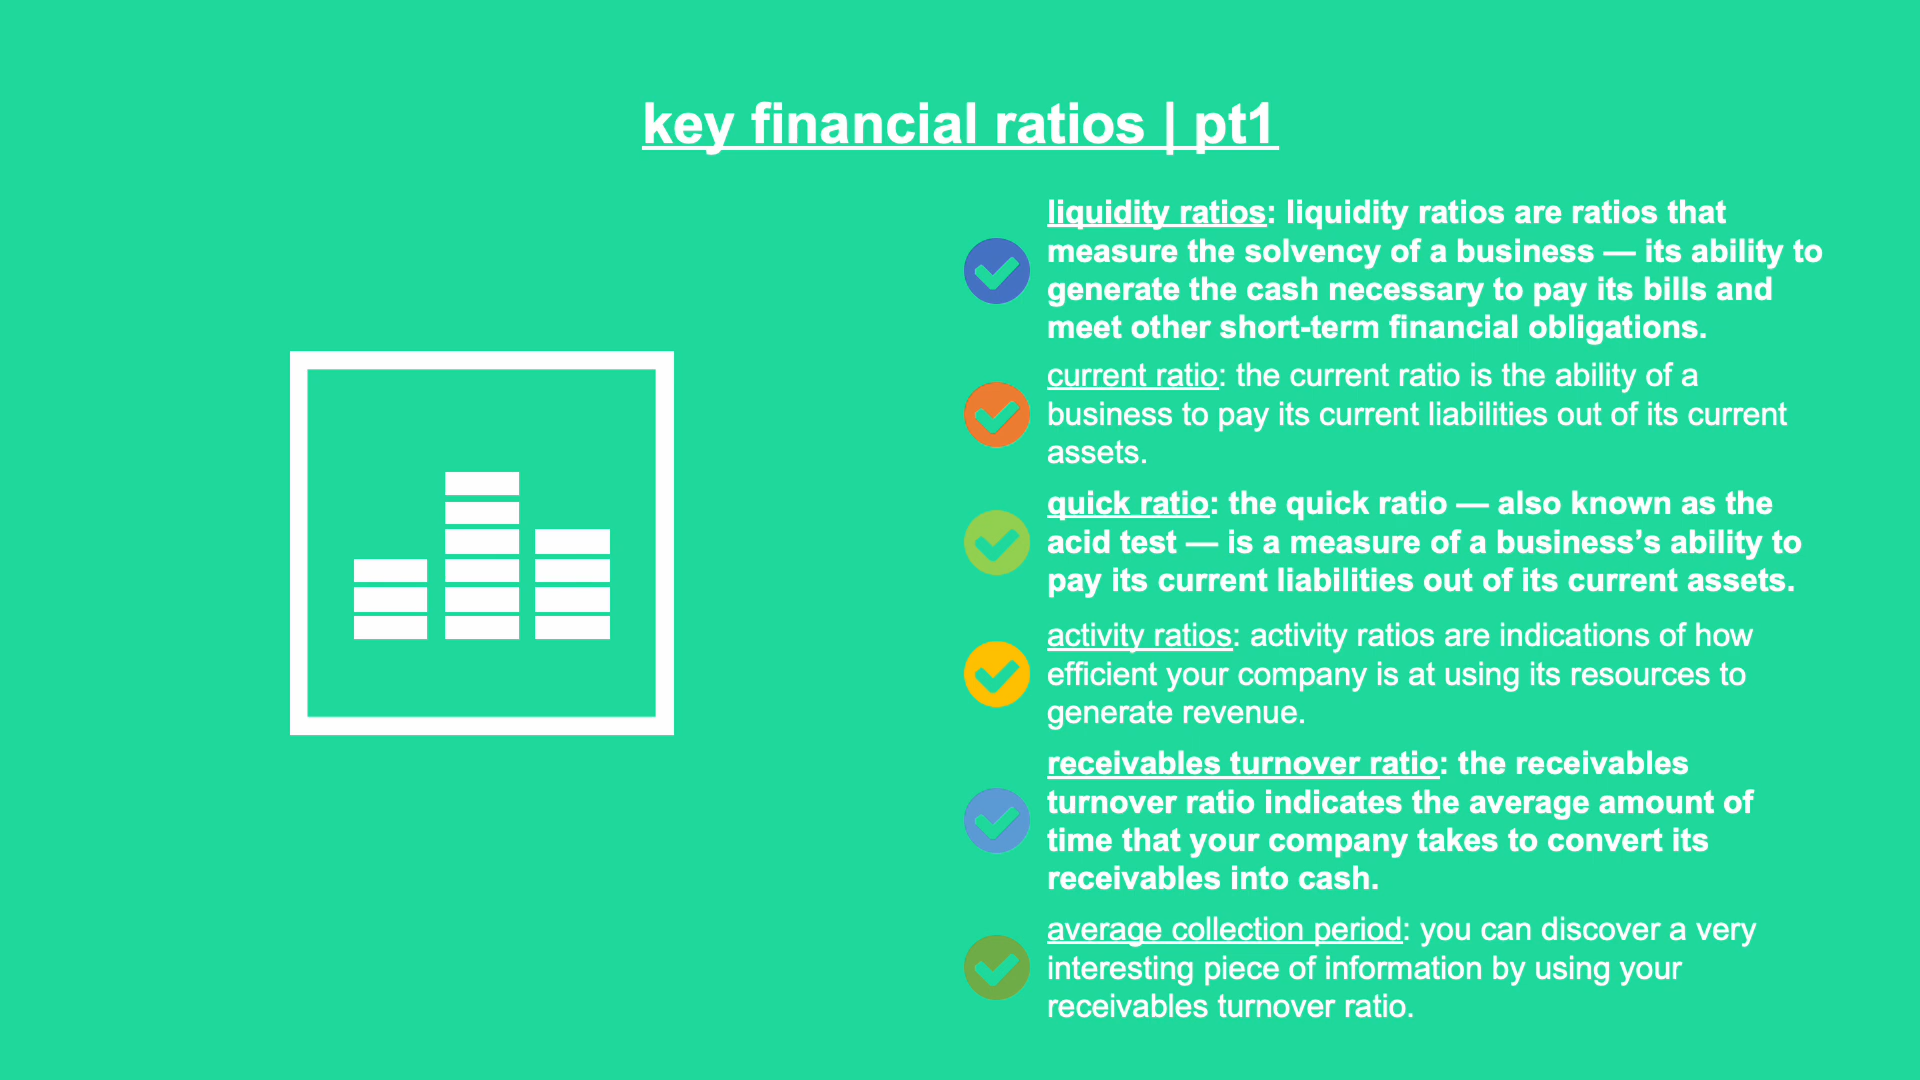 key financial ratios | pt1
liquidity ratios: liquidity ratios are ratios that
measure the solvency of a business — its ability to
generate the cash necessary to pay its bills and
meet other short-term financial obligations.
current ratio: the current ratio is the ability of a
business to pay its current liabilities out of its current
assets.
quick ratio: the quick ratio — also known as the
acid test — is a measure of a business’s ability to
pay its current liabilities out of its current assets.
activity ratios: activity ratios are indications of how
efficient your company is at using its resources to
generate revenue.
receivables turnover ratio: the receivables
turnover ratio indicates the average amount of
time that your company takes to convert its
receivables into cash.
average collection period: you can discover a very
interesting piece of information by using your
receivables turnover ratio.